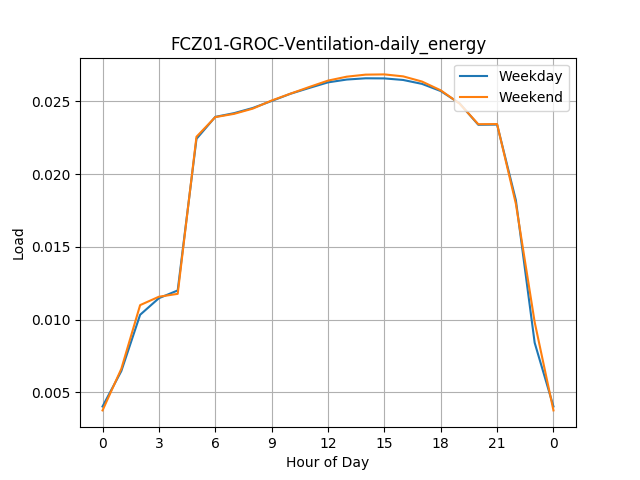 FCZ01-GROC-Ventilation-daily_energy
Weekday
Weekend
0.025
0.020
0.015
0.010
0.005
Load
0 3 6 9 12 15 18 21 0
Hour of Day